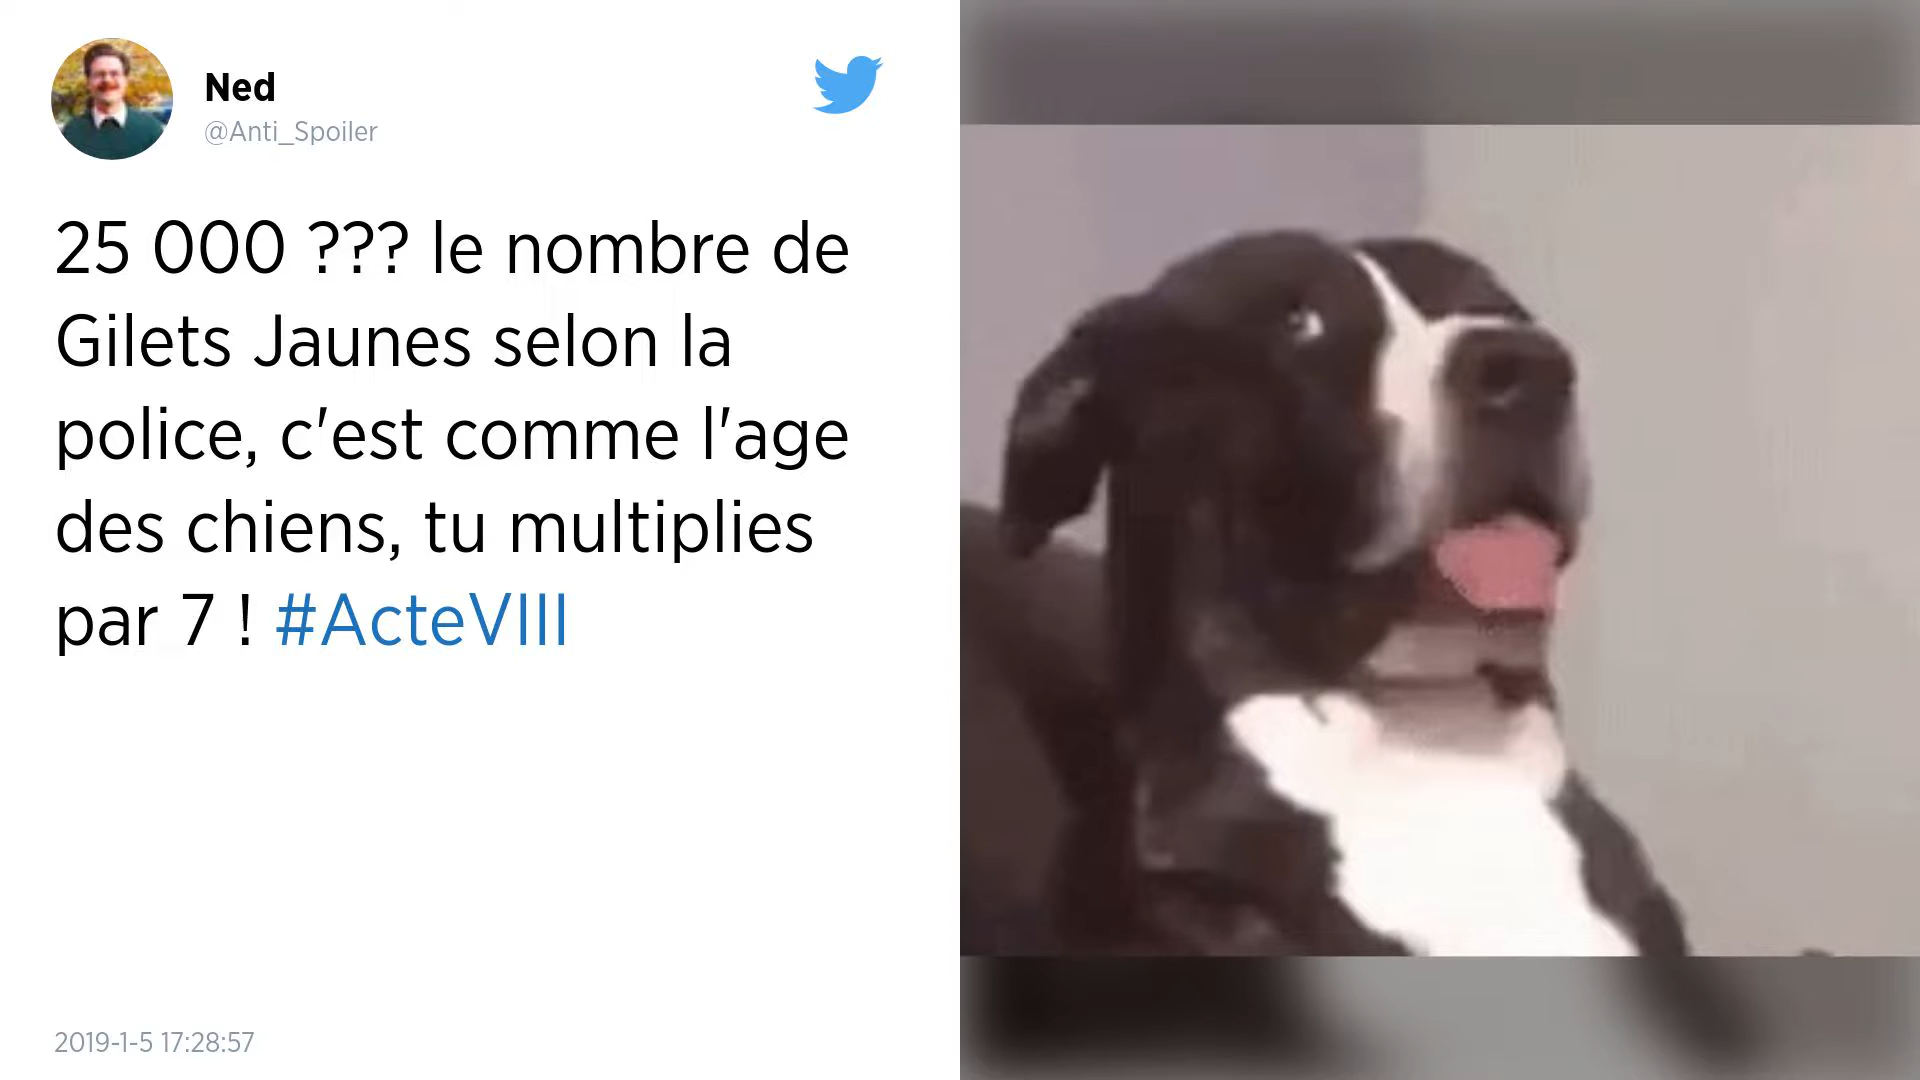 Ned
@Anti_Spoiler
25 000 ??? le nombre de
Gilets Jaunes selon la
police, c'est comme l'age
des chiens, tu multiplies
par 7 ! #ActeVIII
2019-1-5 17:28:57